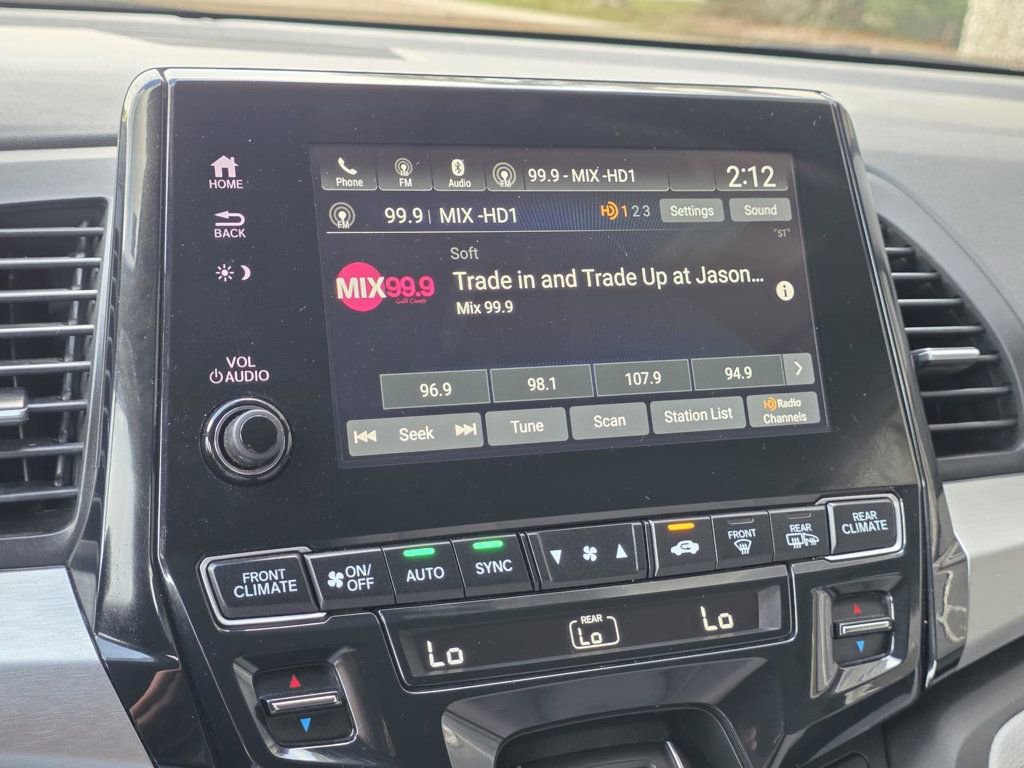 HOME
BACK
VOL
AUDIO
Phone
FM
Audio
FM
99.9 - MIX -HD1
2:12
FM
99.9 | MIX -HD1
HD 1 2 3
Settings
Sound
"ST"
Soft
MIX 99.9
Gulf Coast
Trade in and Trade Up at Jason...
Mix 99.9
i
96.9
98.1
107.9
94.9
Seek
Tune
Scan
Station List
HD Radio
Channels
FRONT
CLIMATE
ON/
OFF
AUTO
SYNC
FRONT
REAR
REAR
CLIMATE
Lo
REAR
Lo
Lo